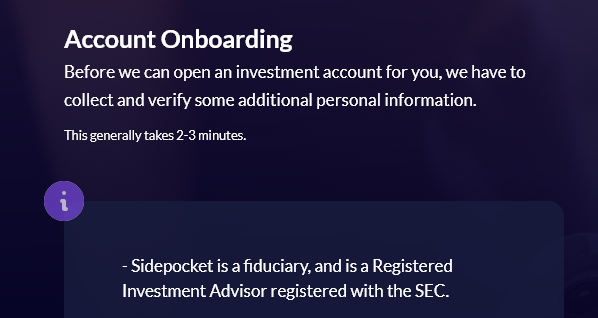 Account Onboarding
Before we can open an investment account for you, we have to
collect and verify some additional personal information.
This generally takes 2-3 minutes.
i
- Sidepocket is a fiduciary, and is a Registered
Investment Advisor registered with the SEC.